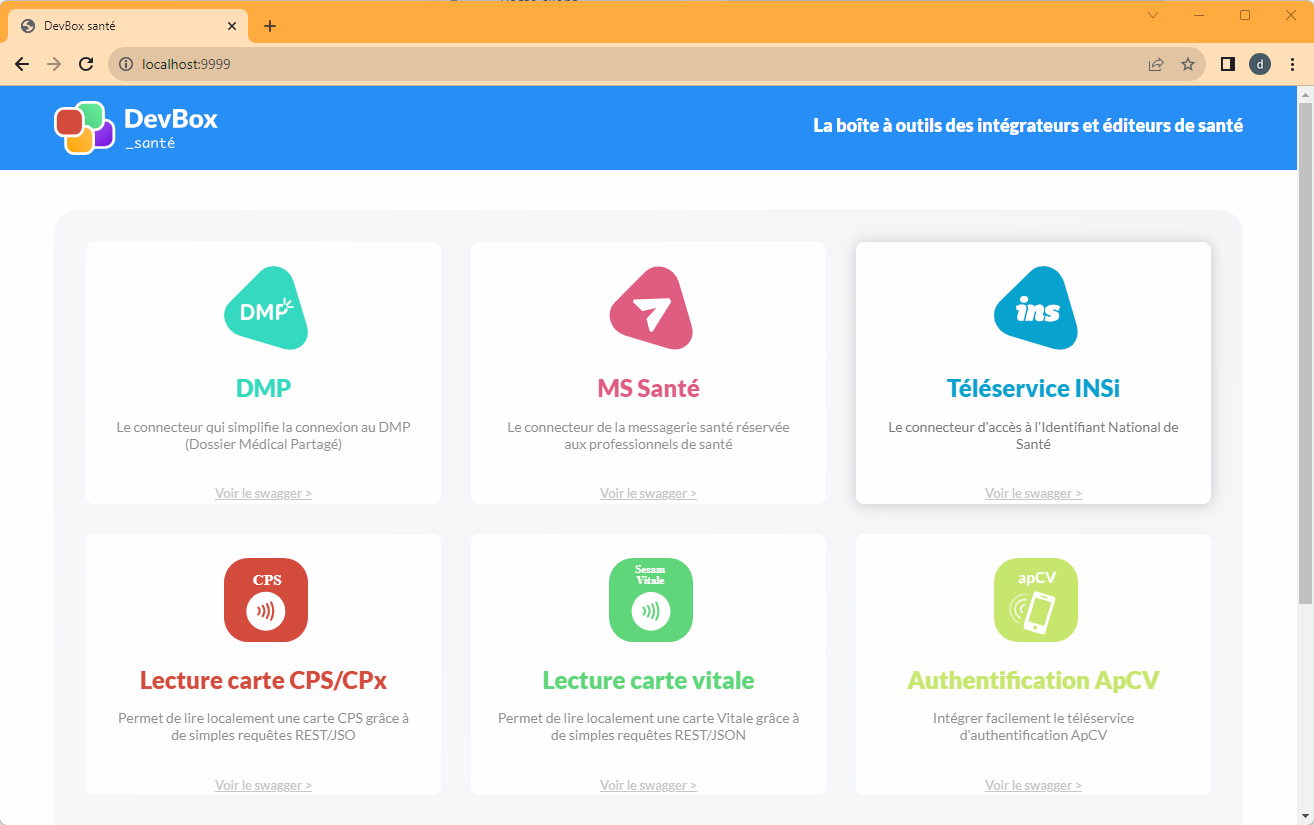 DevBox santé
localhost:9999
d
DevBox
_santé
La boîte à outils des intégrateurs et éditeurs de santé
DMP
DMP
Le connecteur qui simplifie la connexion au DMP
(Dossier Médical Partagé)
Voir le swagger >
MS Santé
Le connecteur de la messagerie santé réservée
aux professionnels de santé
Voir le swagger >
ins
Téléservice INSi
Le connecteur d'accès à l'Identifiant National de
Santé
Voir le swagger >
CPS
Lecture carte CPS/CPx
Permet de lire localement une carte CPS grâce à
de simples requêtes REST/JSO
Voir le swagger >
Sesam
Vitale
Lecture carte vitale
Permet de lire localement une carte Vitale grâce à
de simples requêtes REST/JSON
Voir le swagger >
apCV
Authentification ApCV
Intégrer facilement le téléservice
d'authentification ApCV
Voir le swagger >